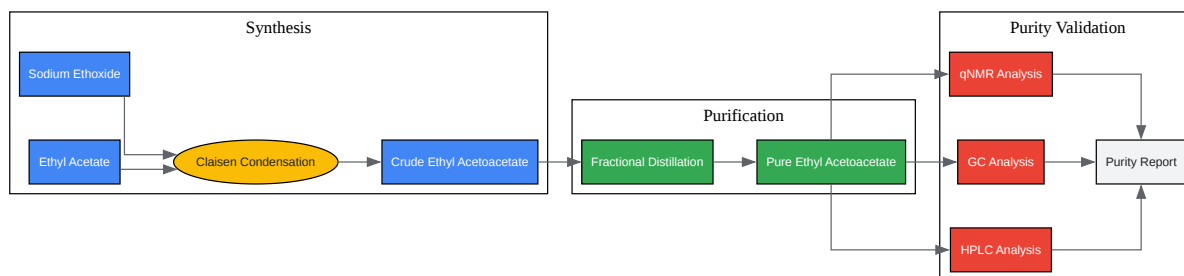 Synthesis
Sodium Ethoxide
Ethyl Acetate
Claisen Condensation
Crude Ethyl Acetoacetate
Purification
Fractional Distillation
Pure Ethyl Acetoacetate
Purity Validation
qNMR Analysis
GC Analysis
HPLC Analysis
Purity Report